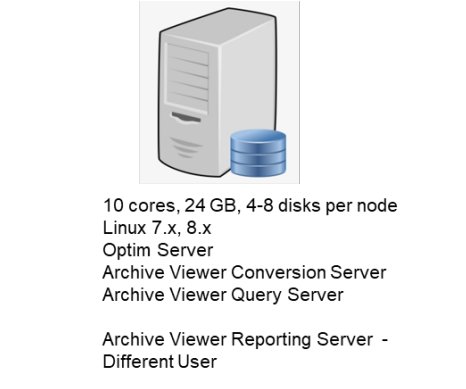 10 cores, 24 GB, 4-8 disks per node
Linux 7.x, 8.x
Optim Server
Archive Viewer Conversion Server
Archive Viewer Query Server
Archive Viewer Reporting Server -
Different User